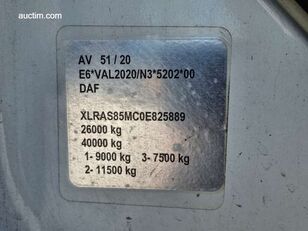 auctim.com
AV 51 / 20
E6*VAL2020/N3*5202*00
DAF
XLRAS85MC0E825889
26000 kg
40000 kg
1- 9000 kg 3- 7500 kg
2- 11500 kg